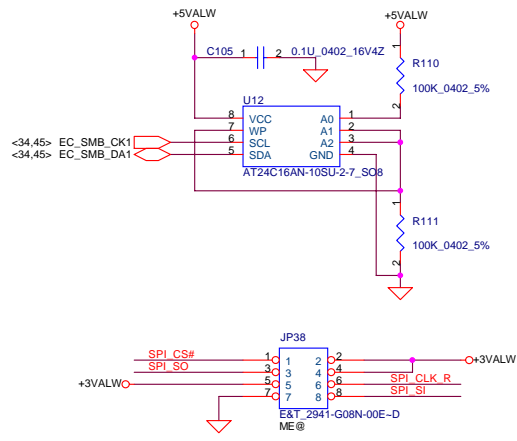 +5VALW +5VALW
C105 1 2 0.1U_0402_16V4Z
1
R110
100K_0402_5%
2
U12
8 VCC A0 1
7 WP A1 2
<34,45> EC_SMB_CK1 6 SCL A2 3
<34,45> EC_SMB_DA1 5 SDA GND 4
AT24C16AN-10SU-2-7_SO8
1
R111
100K_0402_5%
2
JP38
SPI_CS# 1 1 2 2 +3VALW
SPI_SO 3 3 4 4
+3VALW 5 5 6 6 SPI_CLK_R
7 7 8 8 SPI_SI
E&T_2941-G08N-00E~D
ME@